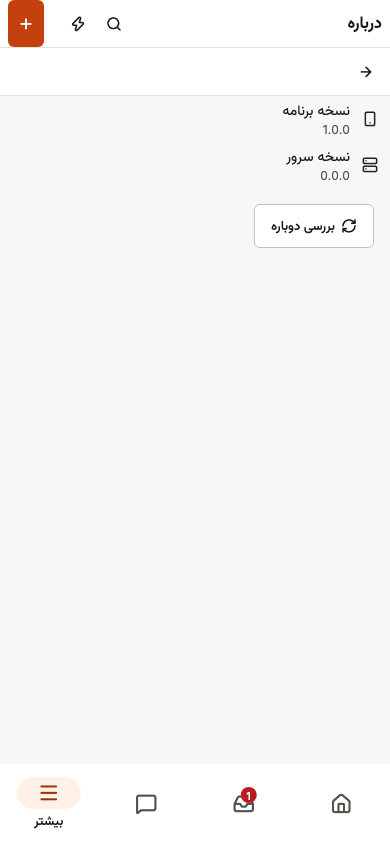 درباره
نسخه برنامه
1.0.0
نسخه سرور
0.0.0
بررسی دوباره
1
بیشتر